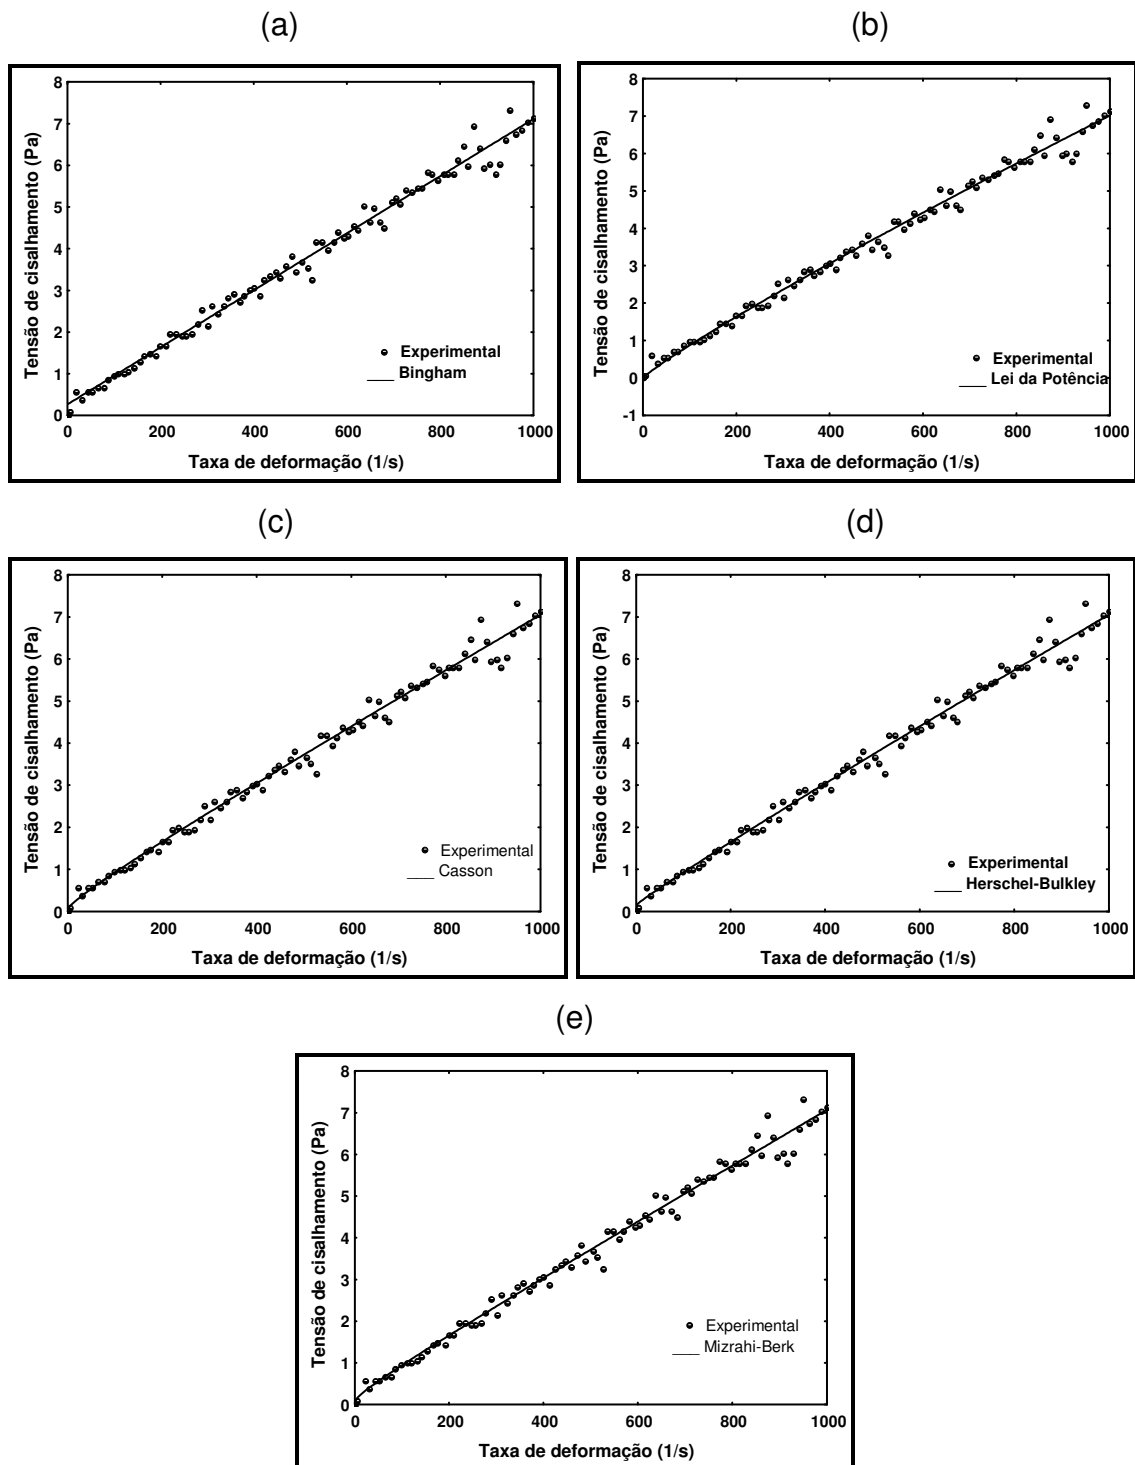 (a)
(b)
8
7
6
5
4
3
2
1
0
Tensão de cisalhamento (Pa)
Experimental
Bingham
0 200 400 600 800 1000
Taxa de deformação (1/s)
8
7
6
5
4
3
2
1
0
-1
Tensão de cisalhamento (Pa)
Experimental
Lei da Potência
0 200 400 600 800 1000
Taxa de deformação (1/s)
(c)
(d)
8
7
6
5
4
3
2
1
0
Tensão de cisalhamento (Pa)
Experimental
Casson
0 200 400 600 800 1000
Taxa de deformação (1/s)
8
7
6
5
4
3
2
1
0
Tensão de cisalhamento (Pa)
Experimental
Herschel-Bulkley
0 200 400 600 800 1000
Taxa de deformação (1/s)
(e)
8
7
6
5
4
3
2
1
0
Tensão de cisalhamento (Pa)
Experimental
Mizrahi-Berk
0 200 400 600 800 1000
Taxa de deformação (1/s)